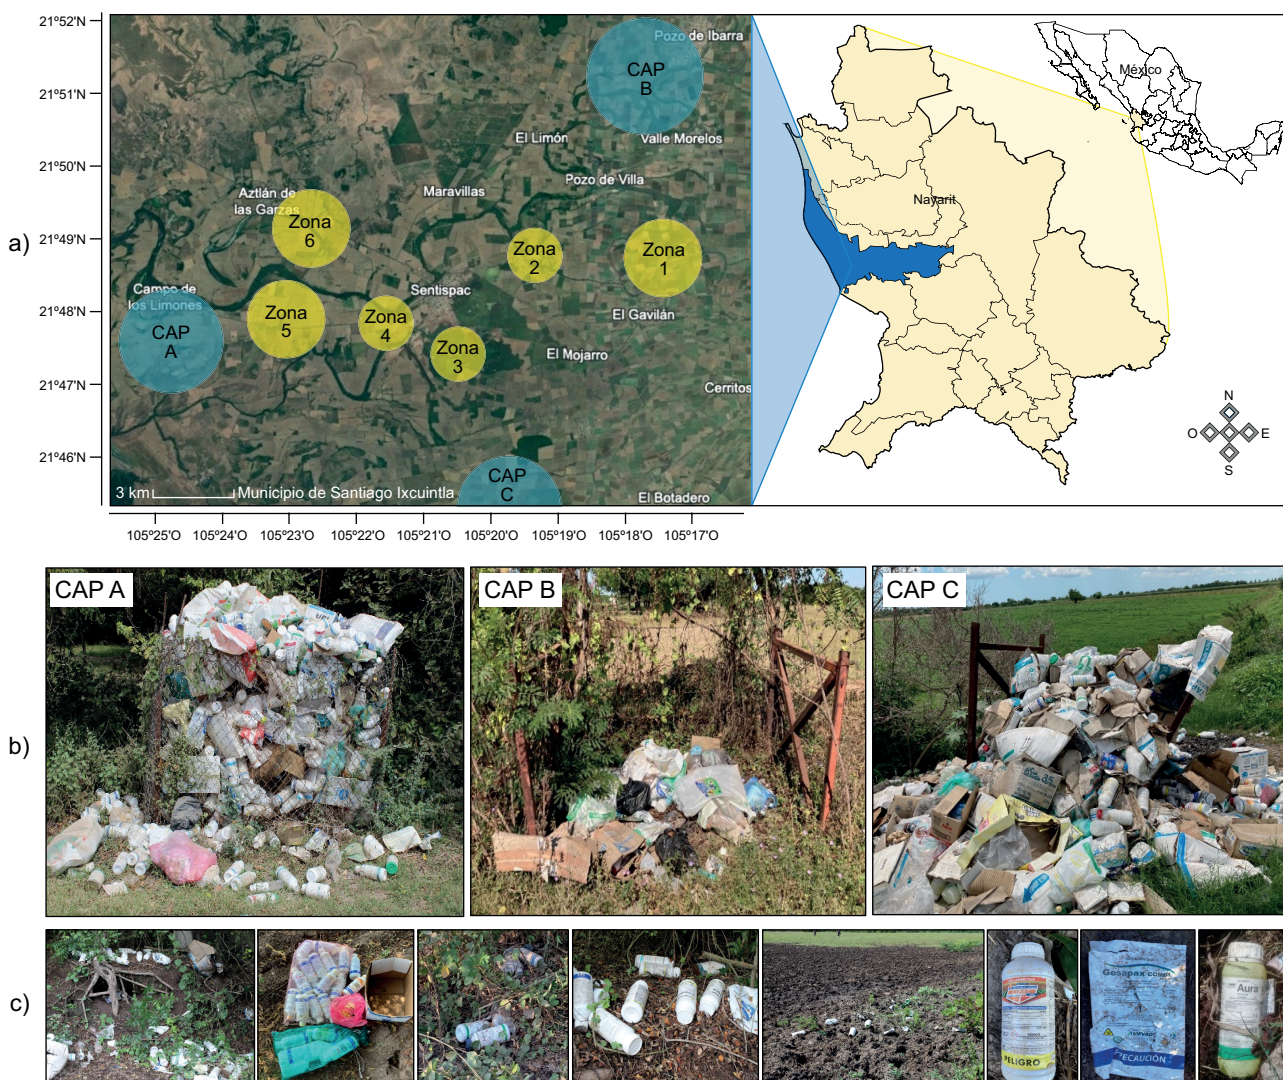 21°52'N
21°51'N
21°50'N
21°49'N
21°48'N
21°47'N
21°46'N
a)
Pozo de Ibarra
CAP
B
El Limón
Valle Morelos
Pozo de Villa
Aztlán de
las Garzas
Maravillas
Zona
6
Zona
2
Zona
1
Campo de
los Limones
Sentispac
Zona
5
Zona
4
El Gavilán
CAP
A
Zona
3
El Mojarro
Cerritos
CAP
C
3 km
Municipio de Santiago Ixcuintla
El Botadero
105°25'O
105°24'O
105°23'O
105°22'O
105°21'O
105°20'O
105°19'O
105°18'O
105°17'O
México
Nayarit
N
O
E
S
b)
CAP A
UPL
CAP B
CAP C
c)
PELIGRO
Gesapax
PRECAUCIÓN
Aura